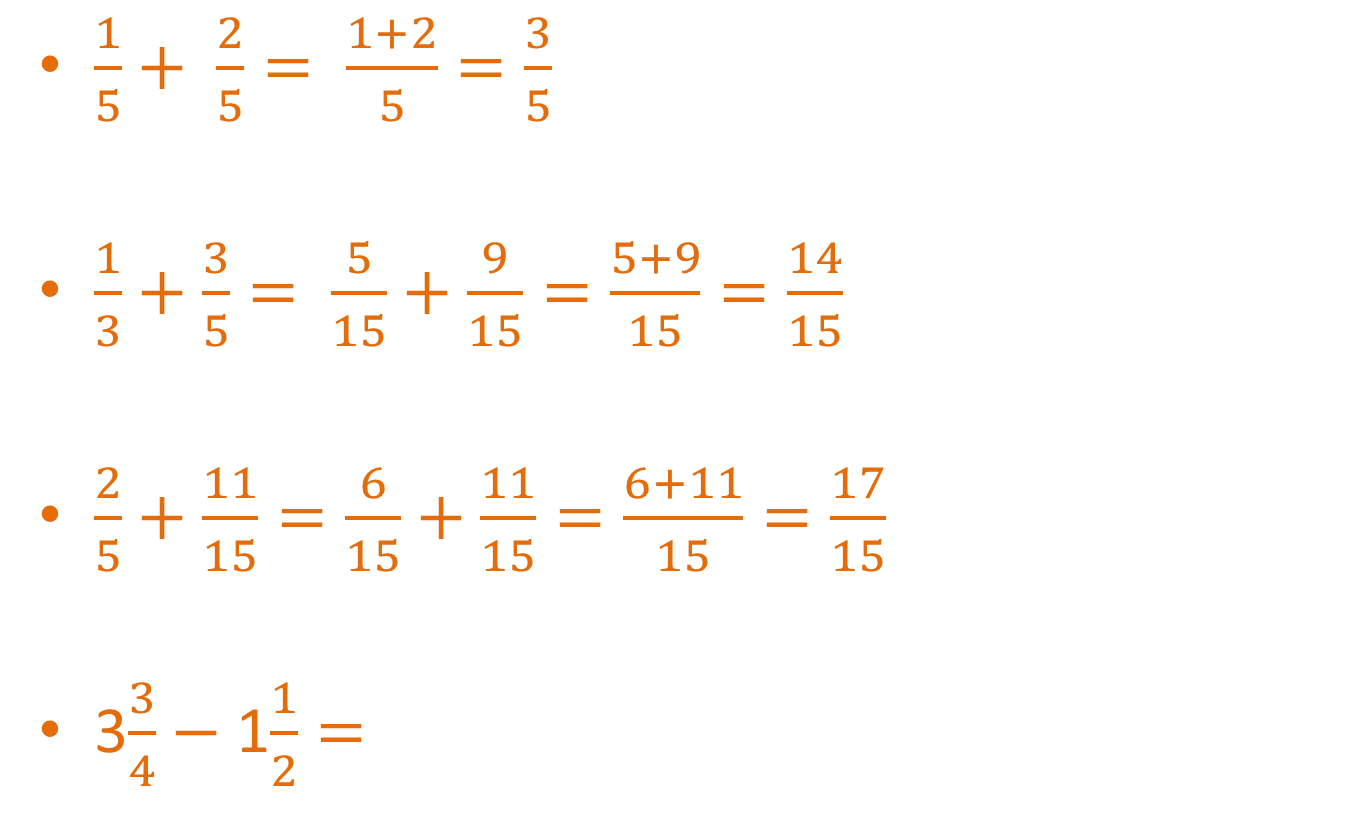 • 1/5 + 2/5 = 1+2/5 = 3/5
• 1/3 + 3/5 = 5/15 + 9/15 = 5+9/15 = 14/15
• 2/5 + 11/15 = 6/15 + 11/15 = 6+11/15 = 17/15
• 3 3/4 − 1 1/2 =